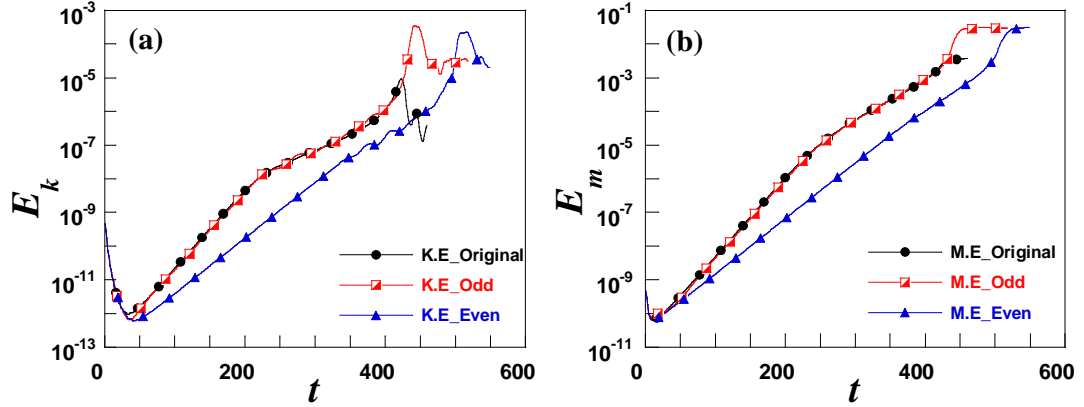 (a)
10^-3
10^-5
10^-7
10^-9
10^-11
10^-13
E_k
K.E_Original
K.E_Odd
K.E_Even
0 200 400 600
t
(b)
10^-1
10^-3
10^-5
10^-7
10^-9
10^-11
E_m
M.E_Original
M.E_Odd
M.E_Even
0 200 400 600
t